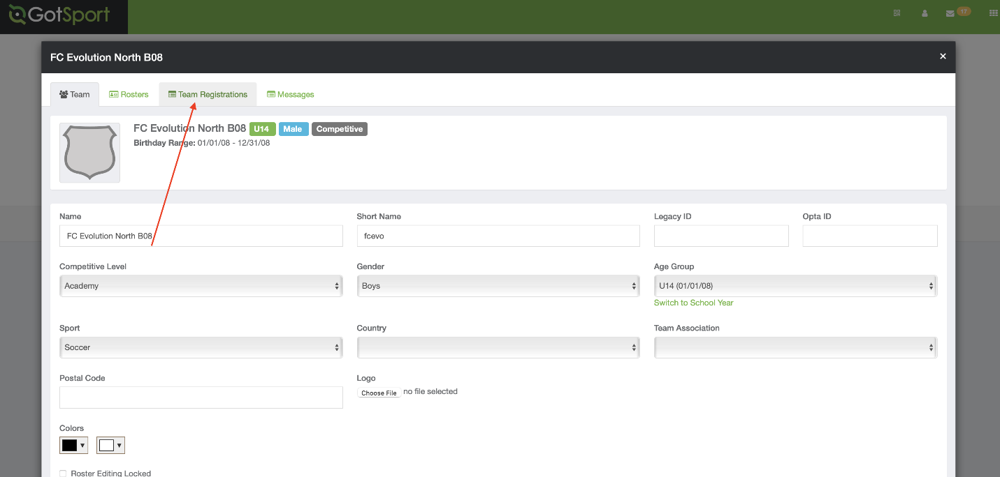 GotSport
17
FC Evolution North B08
×
Team Rosters Team Registrations Messages
FC Evolution North B08 U14 Male Competitive
Birthday Range: 01/01/08 - 12/31/08
Name Short Name Legacy ID Opta ID
FC Evolution North B08 fcevo
Competitive Level Gender Age Group
Academy Boys U14 (01/01/08)
Switch to School Year
Sport Country Team Association
Soccer
Postal Code Logo
Choose File no file selected
Colors
Roster Editing Locked